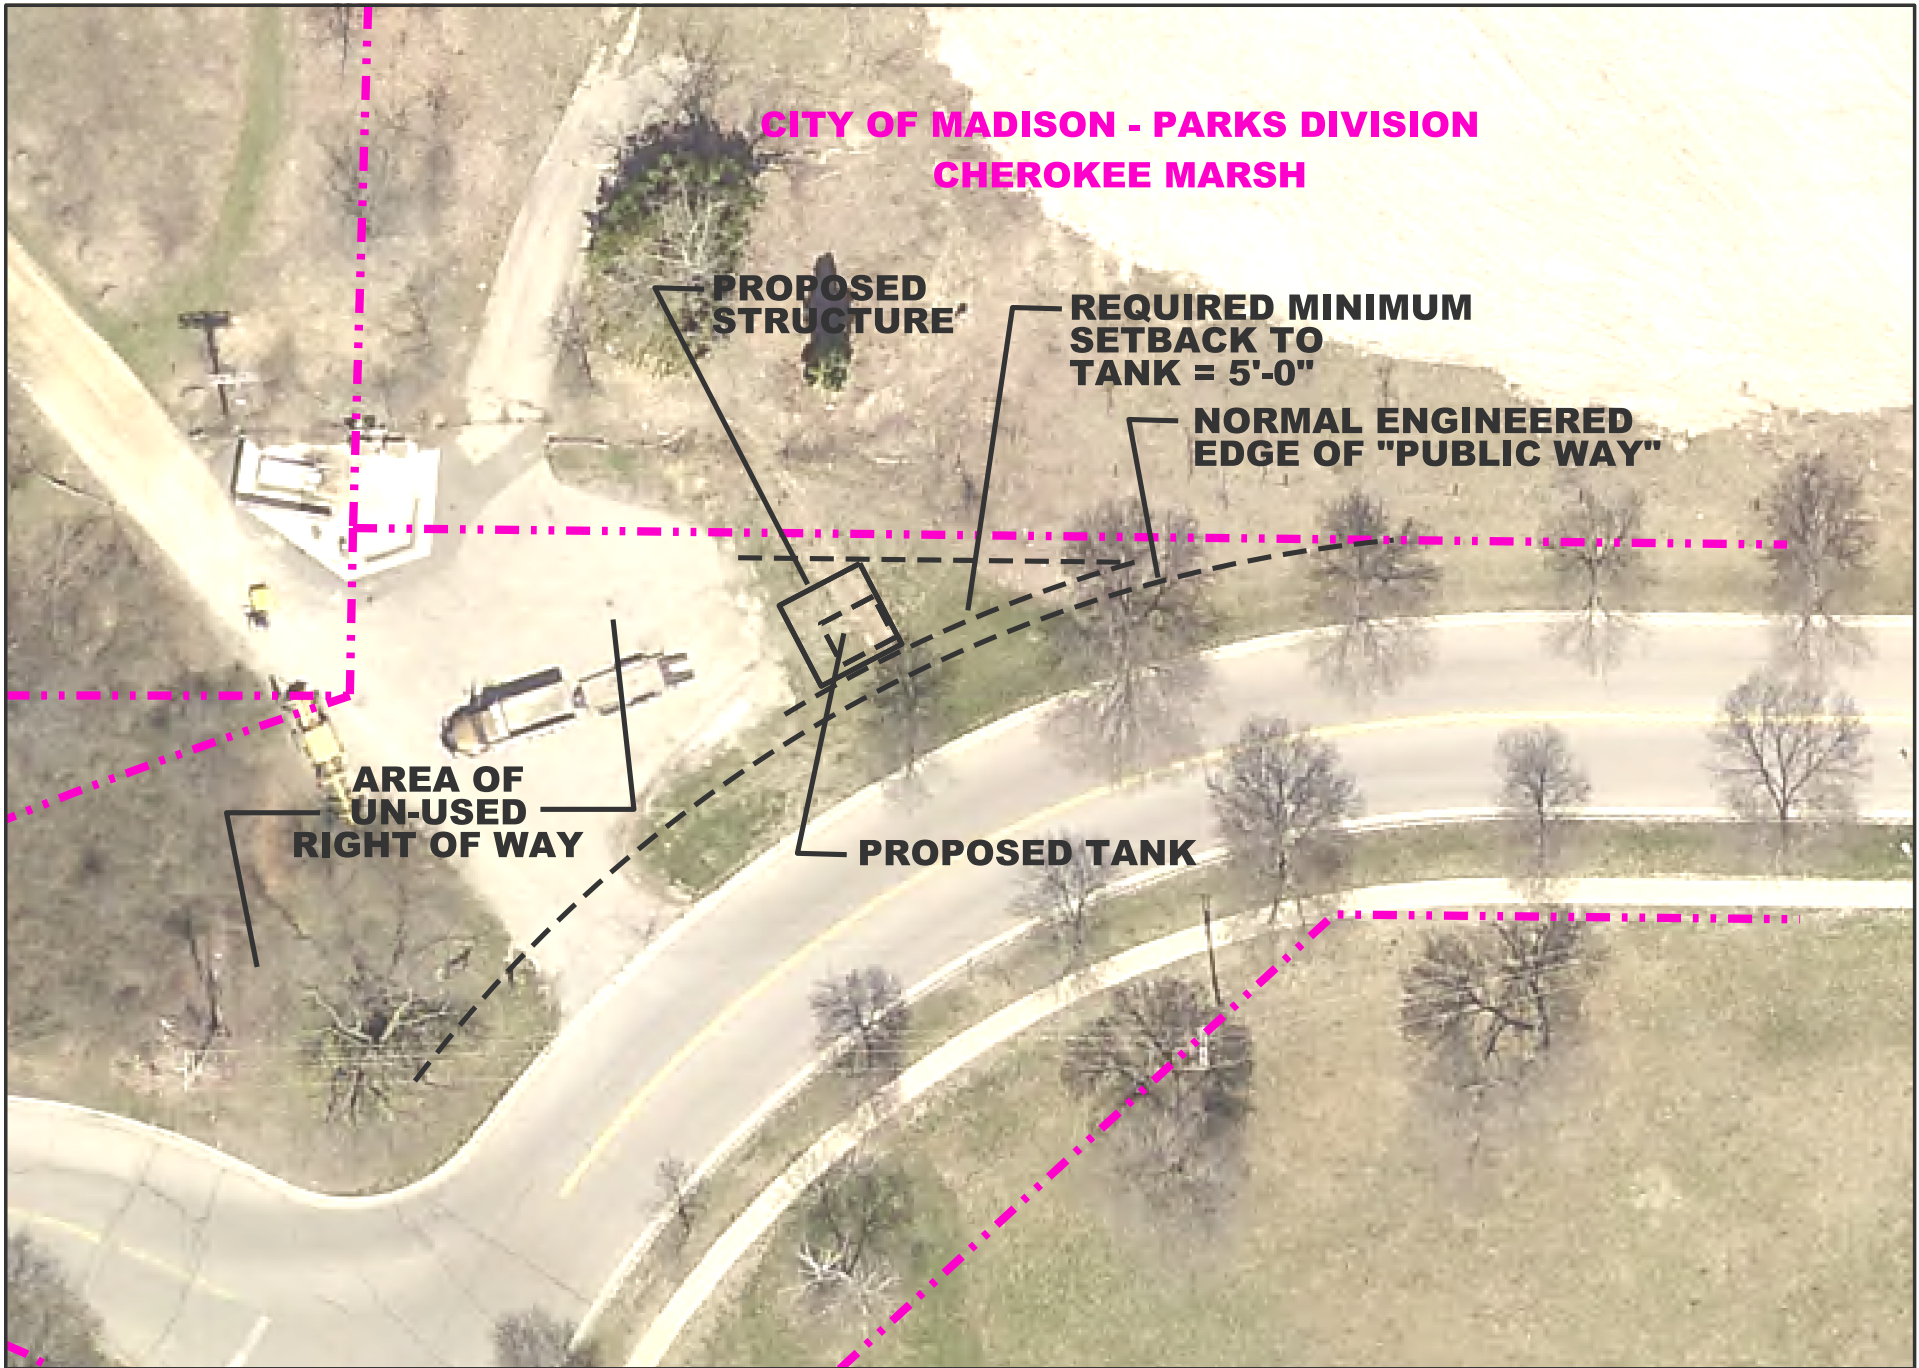 CITY OF MADISON - PARKS DIVISION
CHEROKEE MARSH
PROPOSED
STRUCTURE
REQUIRED MINIMUM
SETBACK TO
TANK = 5'-0"
NORMAL ENGINEERED
EDGE OF "PUBLIC WAY"
AREA OF
UN-USED
RIGHT OF WAY
PROPOSED TANK